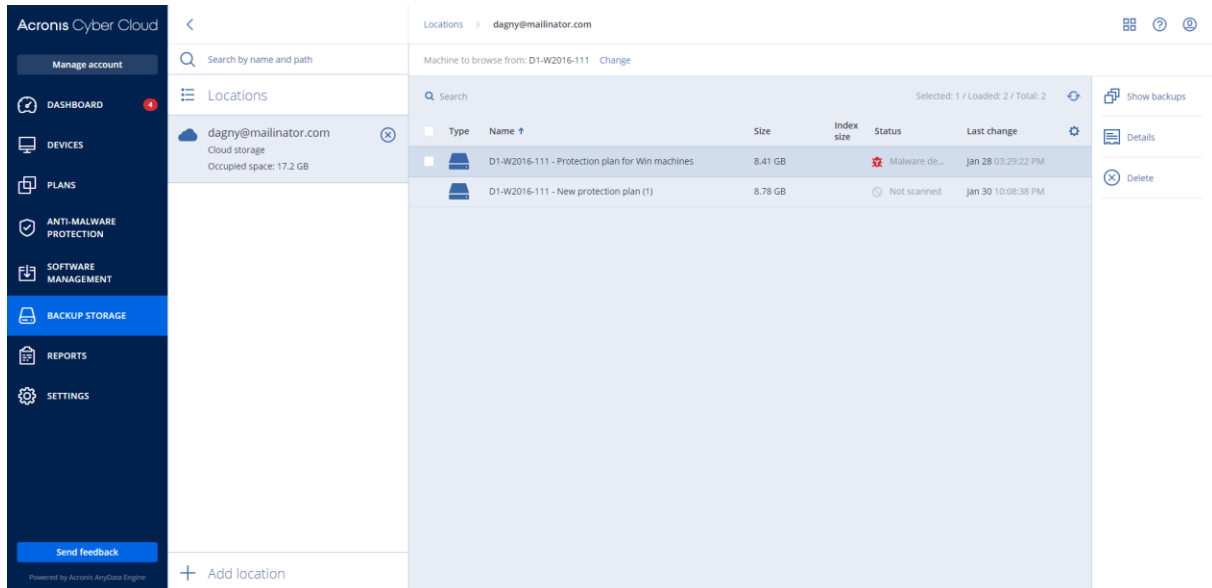 Acronis Cyber Cloud
Manage account
DASHBOARD 4
DEVICES
PLANS
ANTI-MALWARE
PROTECTION
SOFTWARE
MANAGEMENT
BACKUP STORAGE
REPORTS
SETTINGS
Send feedback
Powered by Acronis AnyData Engine
Search by name and path
Locations
dagny@mailinator.com
Cloud storage
Occupied space: 17.2 GB
Add location
Locations > dagny@mailinator.com
Machine to browse from: D1-W2016-111 Change
Search Selected: 1 / Loaded: 2 / Total: 2
Type Name Size Index size Status Last change
D1-W2016-111 - Protection plan for Win machines 8.41 GB Malware de... Jan 28 03:29:22 PM
D1-W2016-111 - New protection plan (1) 8.78 GB Not scanned Jan 30 10:08:38 PM
Show backups
Details
Delete